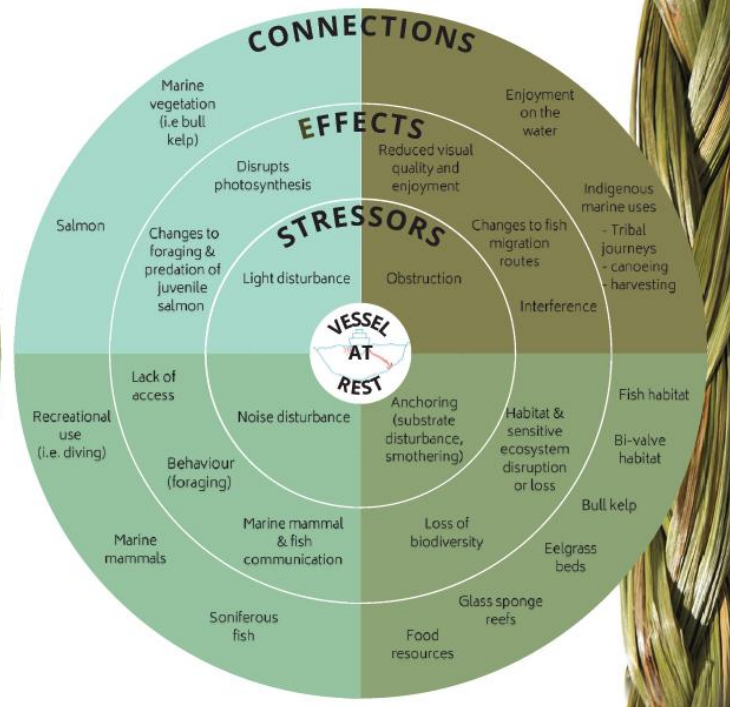 CONNECTIONS
Marine
vegetation
(i.e bull
kelp)
Salmon
Enjoyment
on the
water
Indigenous
marine uses
- Tribal
journeys
- canoeing
- harvesting
EFFECTS
Disrupts
photosynthesis
Changes to
foraging &
predation of
juvenile
salmon
Reduced visual
quality and
enjoyment
Changes to fish
migration
routes
Interference
STRESSORS
Light disturbance
Obstruction
VESSEL
AT
REST
Noise disturbance
Anchoring
(substrate
disturbance,
smothering)
Lack of
access
Behaviour
(foraging)
Marine mammal
& fish
communication
Habitat &
sensitive
ecosystem
disruption
or loss
Loss of
biodiversity
Recreational
use
(i.e. diving)
Marine
mammals
Soniferous
fish
Fish habitat
Bi-valve
habitat
Bull kelp
Eelgrass
beds
Glass sponge
reefs
Food
resources